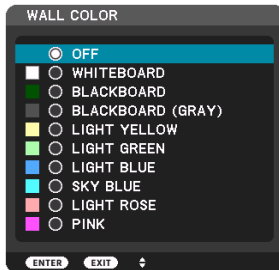 WALL COLOR
OFF
WHITEBOARD
BLACKBOARD
BLACKBOARD (GRAY)
LIGHT YELLOW
LIGHT GREEN
LIGHT BLUE
SKY BLUE
LIGHT ROSE
PINK
ENTER EXIT